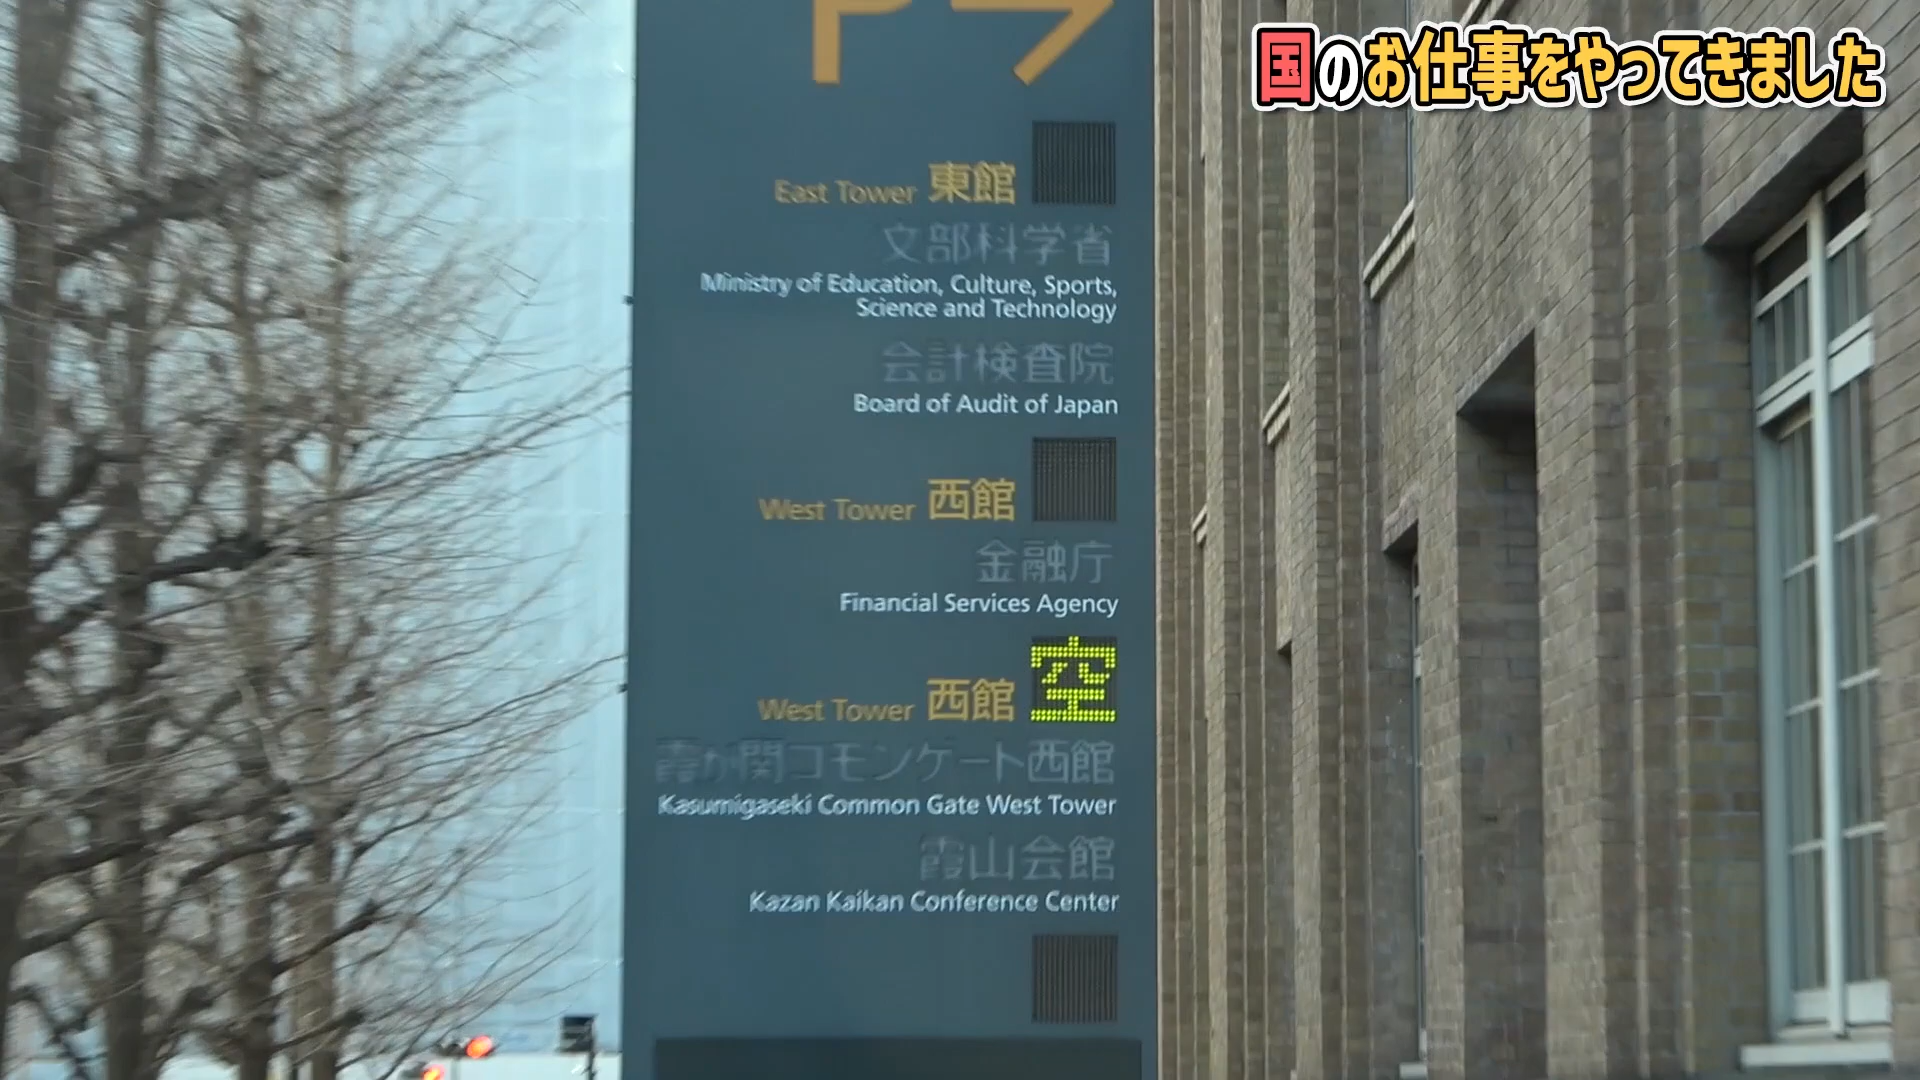 国のお仕事をやってきました
East Tower 東館
文部科学省
Ministry of Education, Culture, Sports,
Science and Technology
会計検査院
Board of Audit of Japan
West Tower 西館
金融庁
Financial Services Agency
West Tower 西館 空
霞が関コモンゲート西館
Kasumigaseki Common Gate West Tower
霞山会館
Kazan Kaikan Conference Center